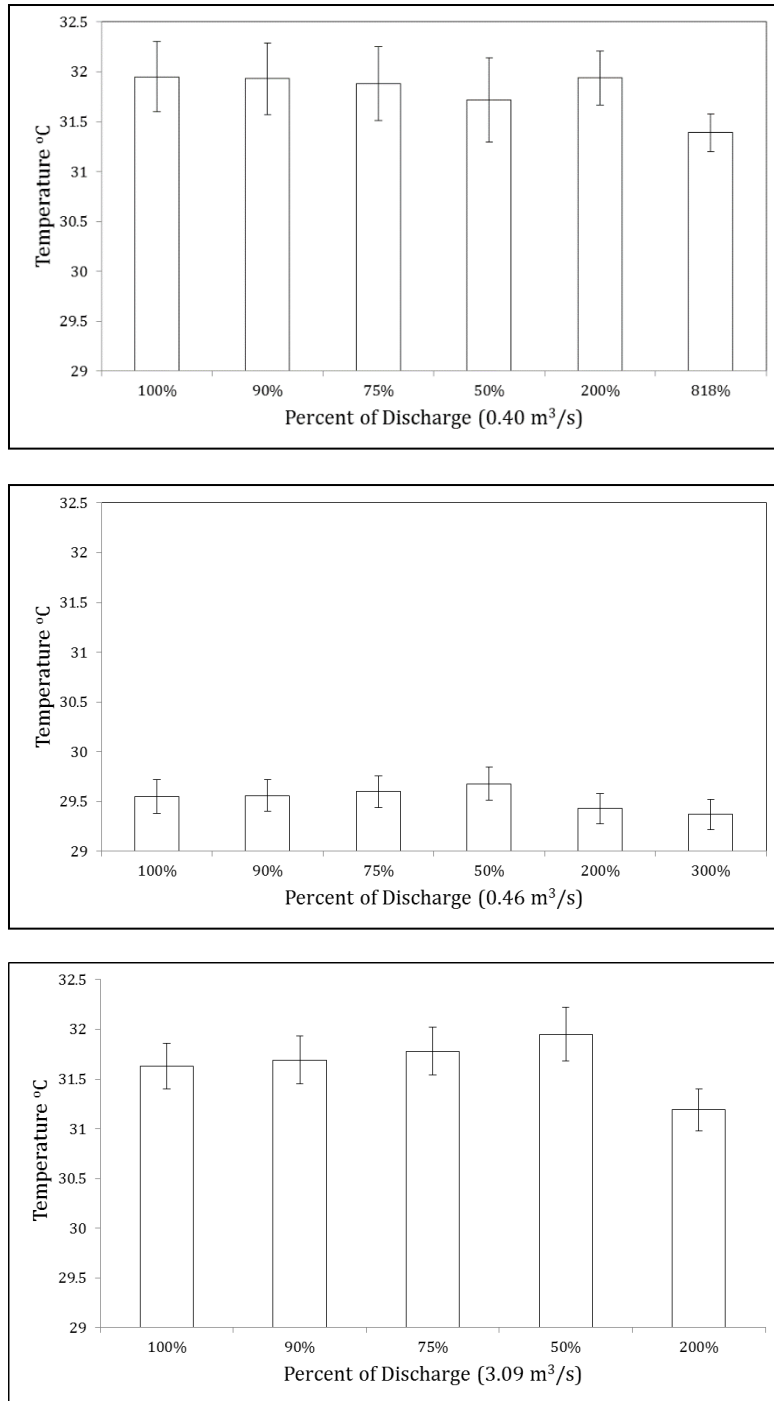 32.5
32
31.5
31
30.5
30
29.5
29
Temperature ºC
100% 90% 75% 50% 200% 818%
Percent of Discharge (0.40 m³/s)
32.5
32
31.5
31
30.5
30
29.5
29
Temperature ºC
100% 90% 75% 50% 200% 300%
Percent of Discharge (0.46 m³/s)
32.5
32
31.5
31
30.5
30
29.5
29
Temperature ºC
100% 90% 75% 50% 200%
Percent of Discharge (3.09 m³/s)